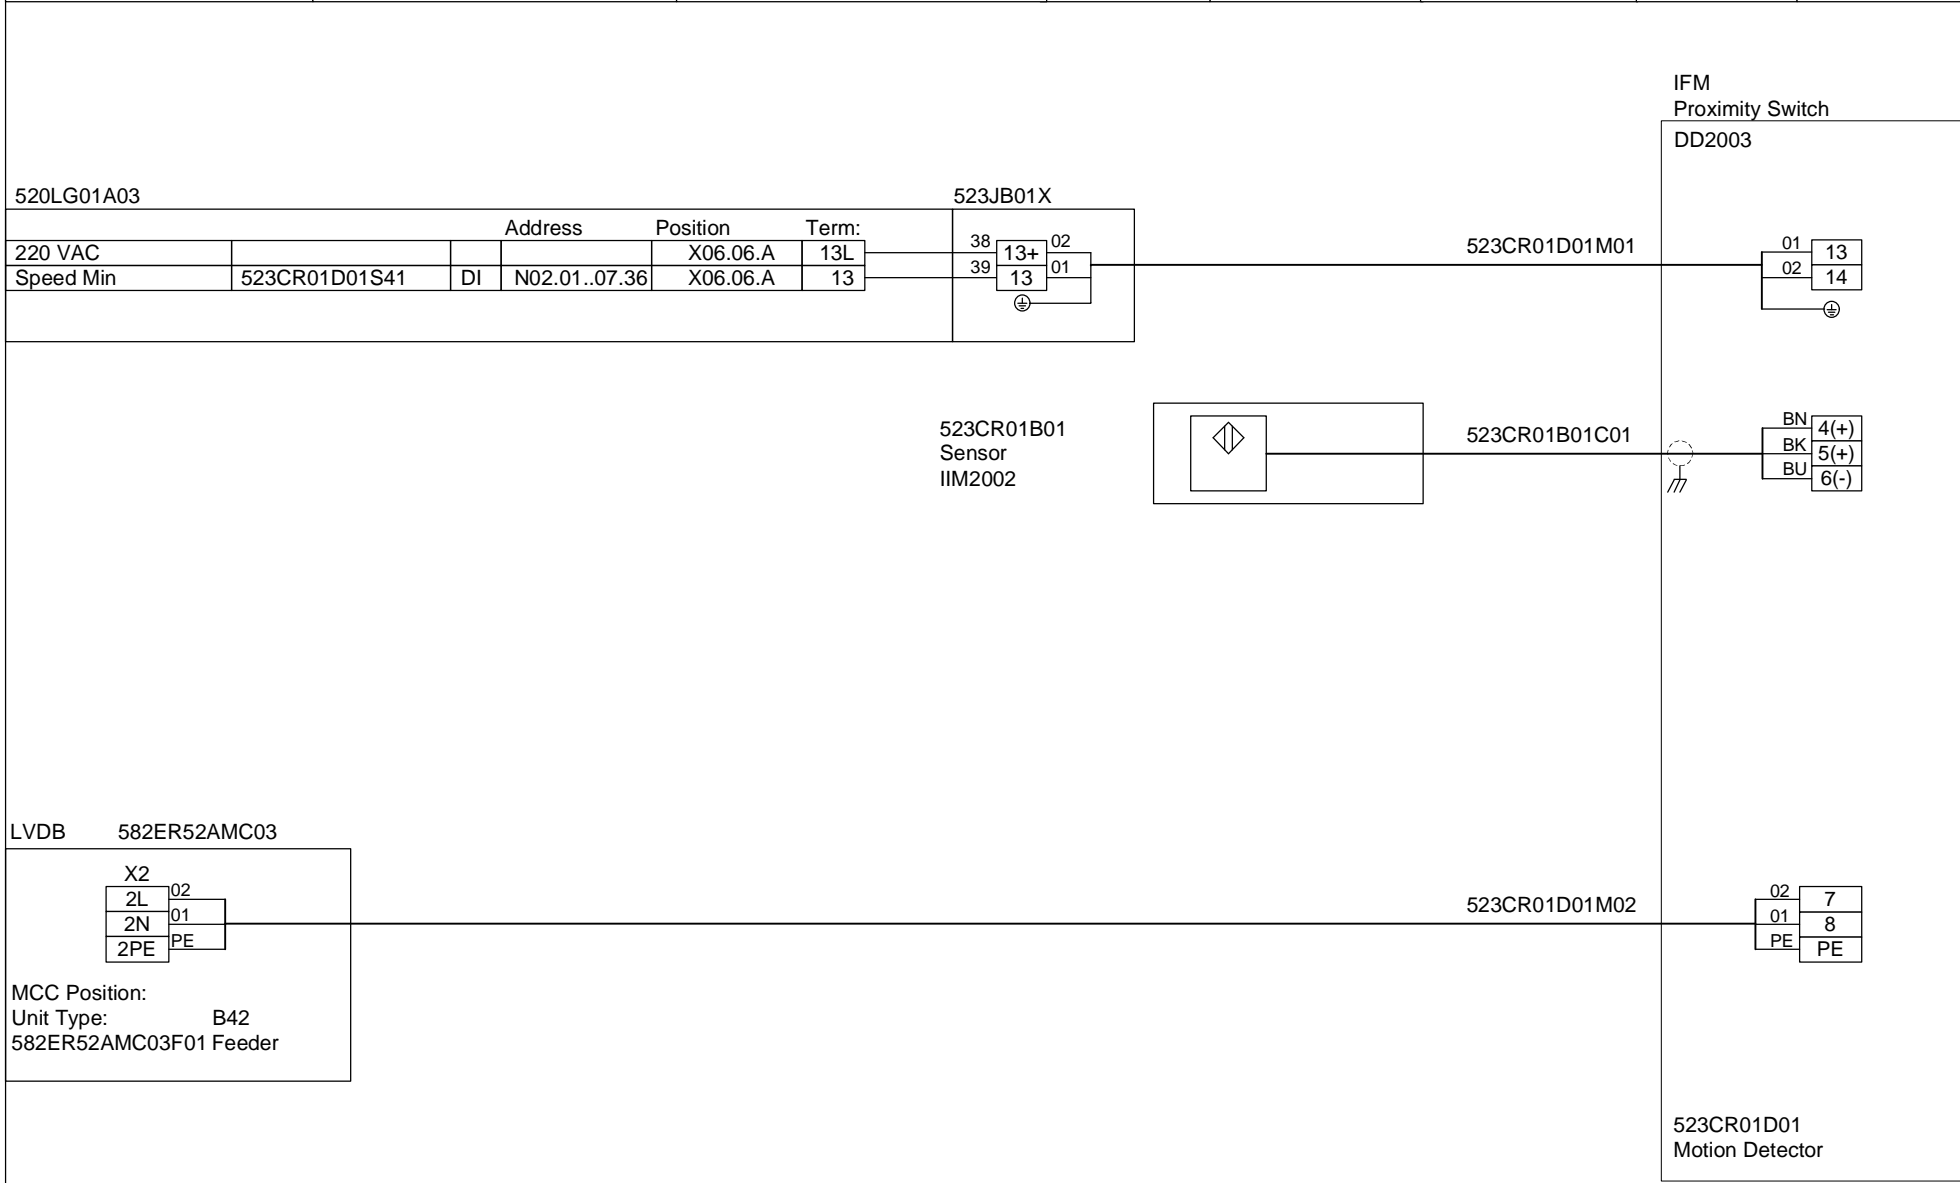 IFM
Proximity Switch
DD2003
520LG01A03
523JB01X
Address Position Term:
220 VAC X06.06.A 13L
Speed Min 523CR01D01S41 DI N02.01..07.36 X06.06.A 13
38 13+ 02
39 13 01
523CR01D01M01
01 13
02 14
523CR01B01
Sensor
IIM2002
523CR01B01C01
BN 4(+)
BK 5(+)
BU 6(-)
LVDB 582ER52AMC03
X2
2L 02
2N 01
2PE PE
523CR01D01M02
02 7
01 8
PE PE
MCC Position:
Unit Type: B42
582ER52AMC03F01 Feeder
523CR01D01
Motion Detector